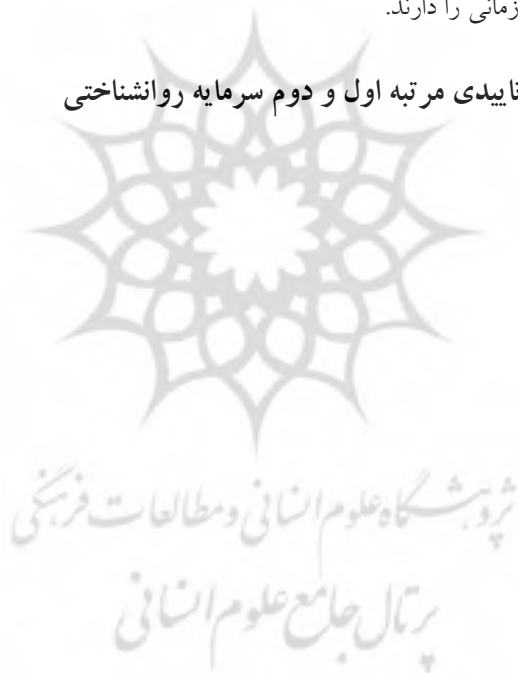 زمانی را دارند.
تاییدی مرتبه اول و دوم سرمایه روانشناختی
پژوهشگاه علوم انسانی و مطالعات فرهنگی
پرتال جامع علوم انسانی